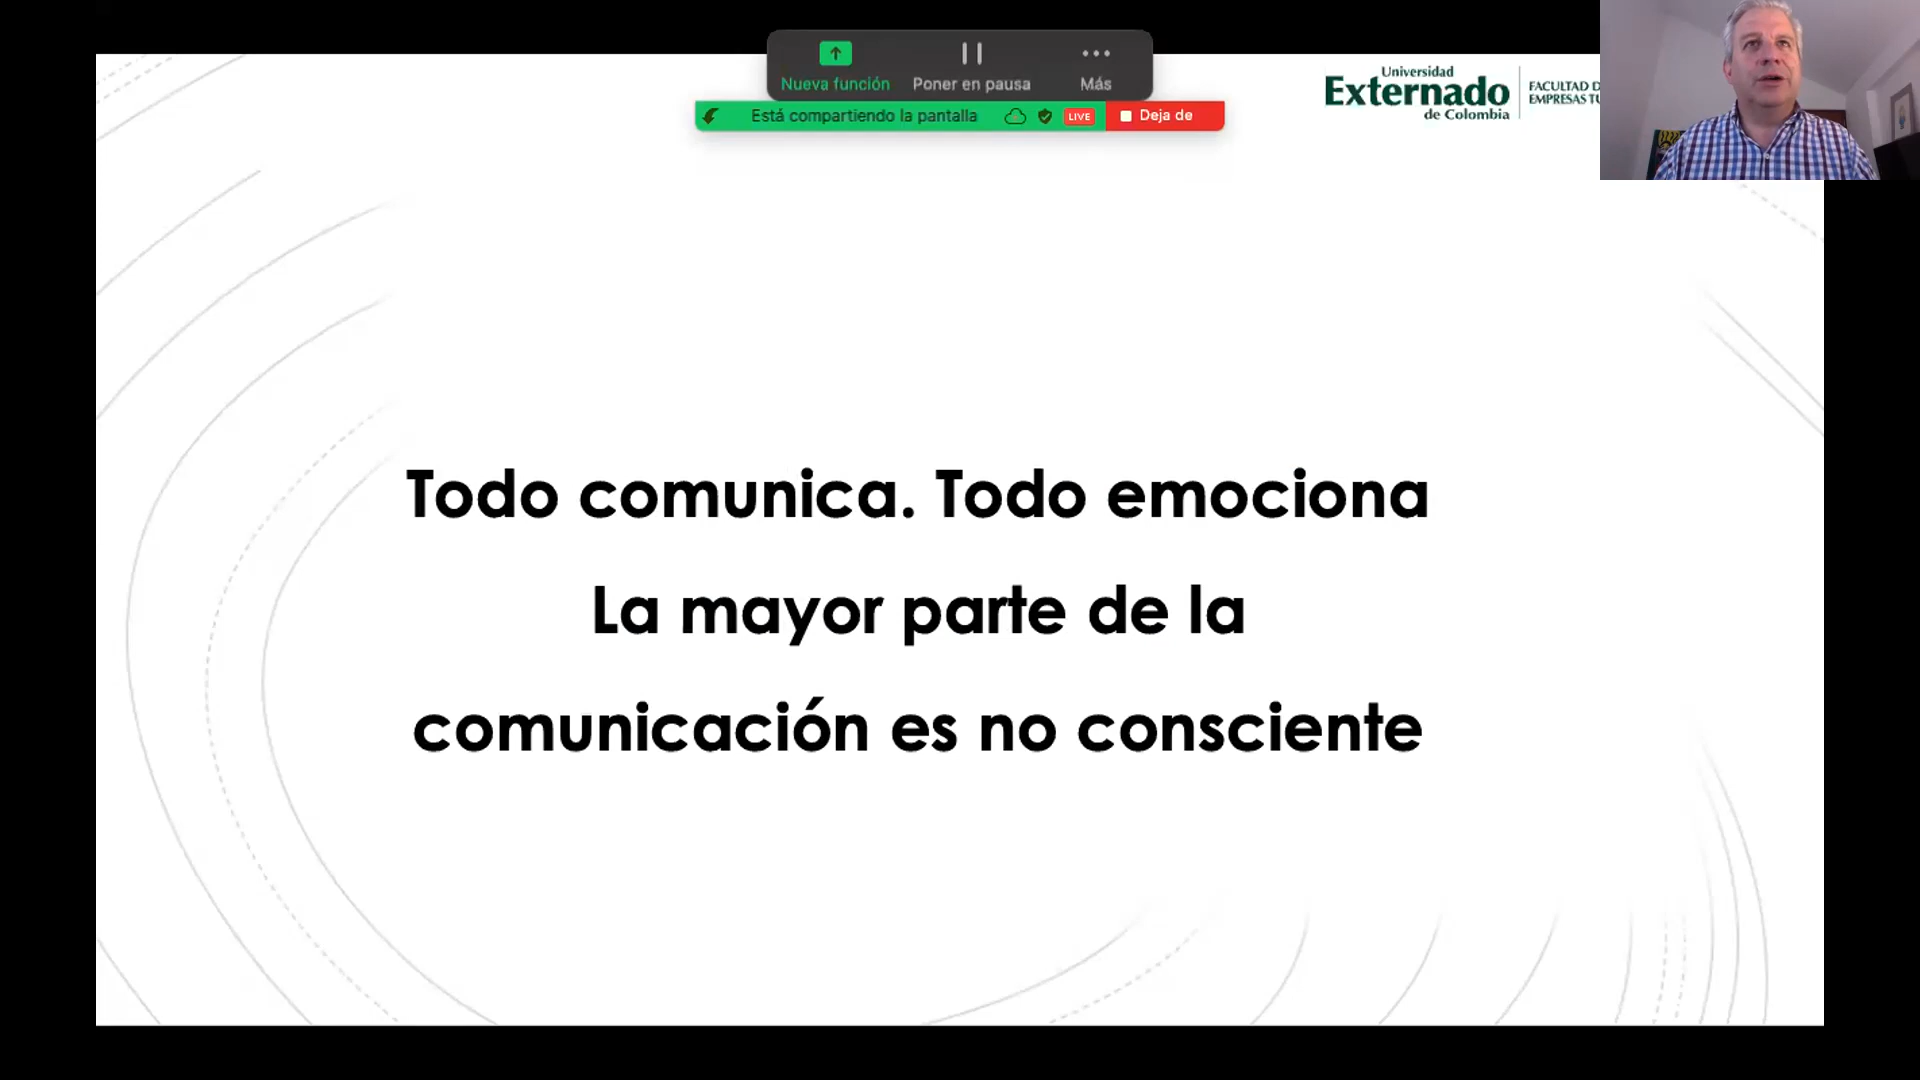 Nueva función
Poner en pausa
Más
Está compartiendo la pantalla
LIVE
Deja de
Universidad
Externado
de Colombia
FACULTAD
EMPRESAS
Todo comunica. Todo emociona
La mayor parte de la
comunicación es no consciente